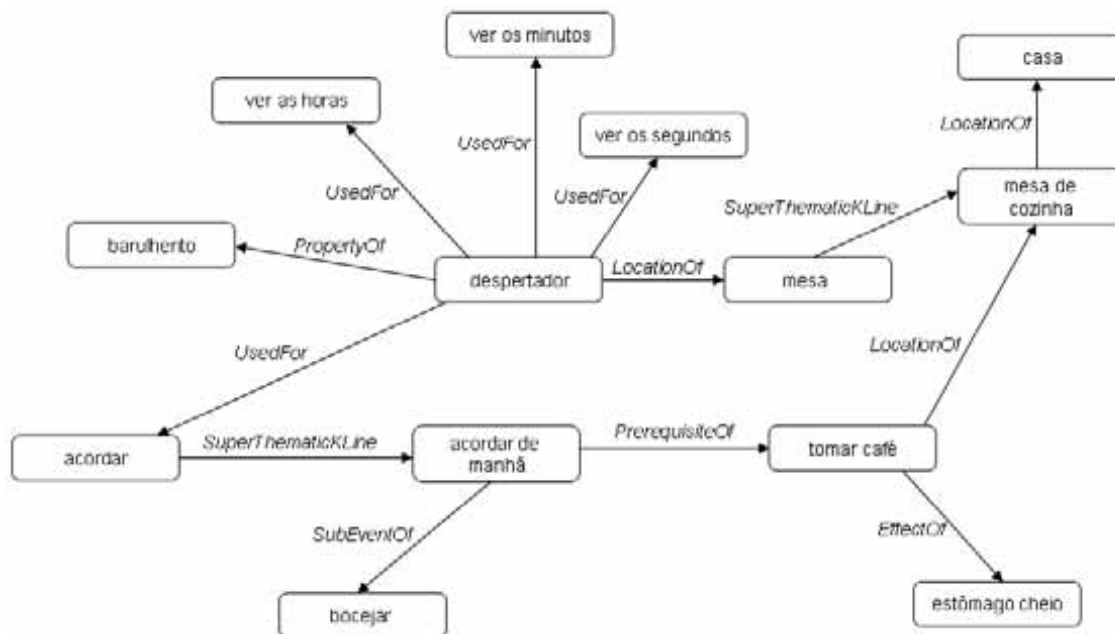 ver os minutos
casa
ver as horas
LocationOf
UsedFor
ver os segundos
UsedFor
UsedFor
SuperThematicKLine
mesa de
cozinha
barulhento
PropertyOf
despertador
LocationOf
mesa
UsedFor
LocationOf
acordar
SuperThematicKLine
acordar de
manhã
PrerequisiteOf
tomar café
SubEventOf
EffectOf
bocejar
estômago cheio